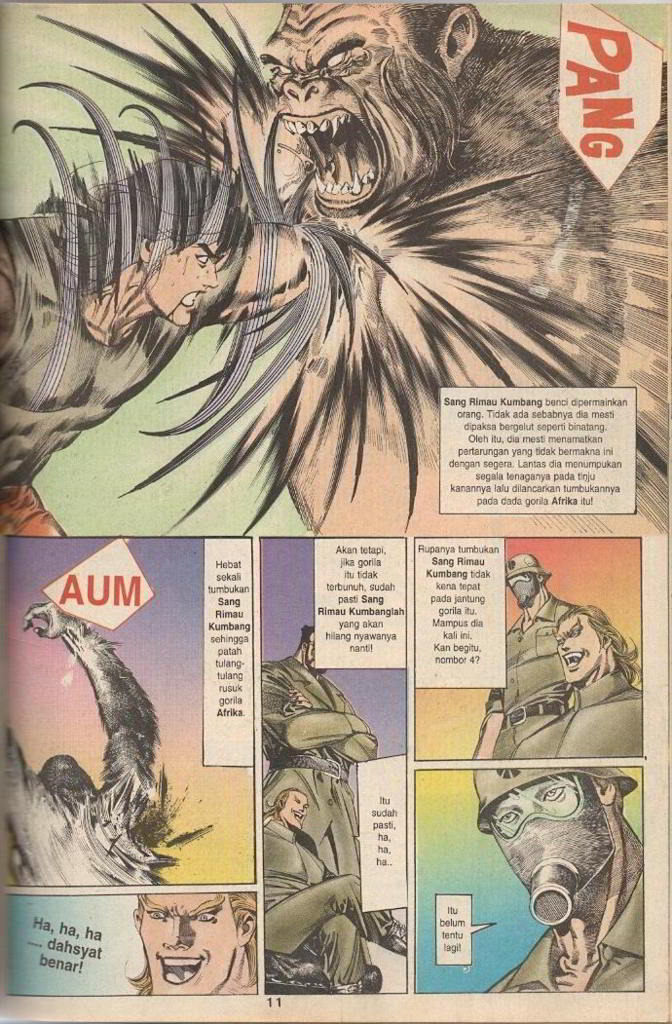 PANG
Sang Rimau Kumbang benci dipermainkan
orang. Tidak ada sebabnya dia mesti
dipaksa bergelut seperti binatang.
Oleh itu, dia mesti menamatkan
pertarungan yang tidak bermakna ini
dengan segera. Lantas dia menumpukan
segala tenaganya pada tinju
kanannya lalu dilancarkan tumbukannya
pada dada gorila Afrika itu!
AUM
Hebat
sekali
tumbukan
Sang
Rimau
Kumbang
sehingga
patah
tulang-
tulang
rusuk
gorila
Afrika.
Ha, ha, ha
.... dahsyat
benar!
Akan tetapi,
jika gorila
itu tidak
terbunuh, sudah
pasti Sang
Rimau Kumbanglah
yang akan
hilang nyawanya
nanti!
Itu
sudah
pasti,
ha,
ha,
ha..
Rupanya tumbukan
Sang Rimau
Kumbang tidak
kena tepat
pada jantung
gorila itu.
Mampus dia
kali ini.
Kan begitu,
nombor 4?
Itu
belum
tentu
lagi!
11